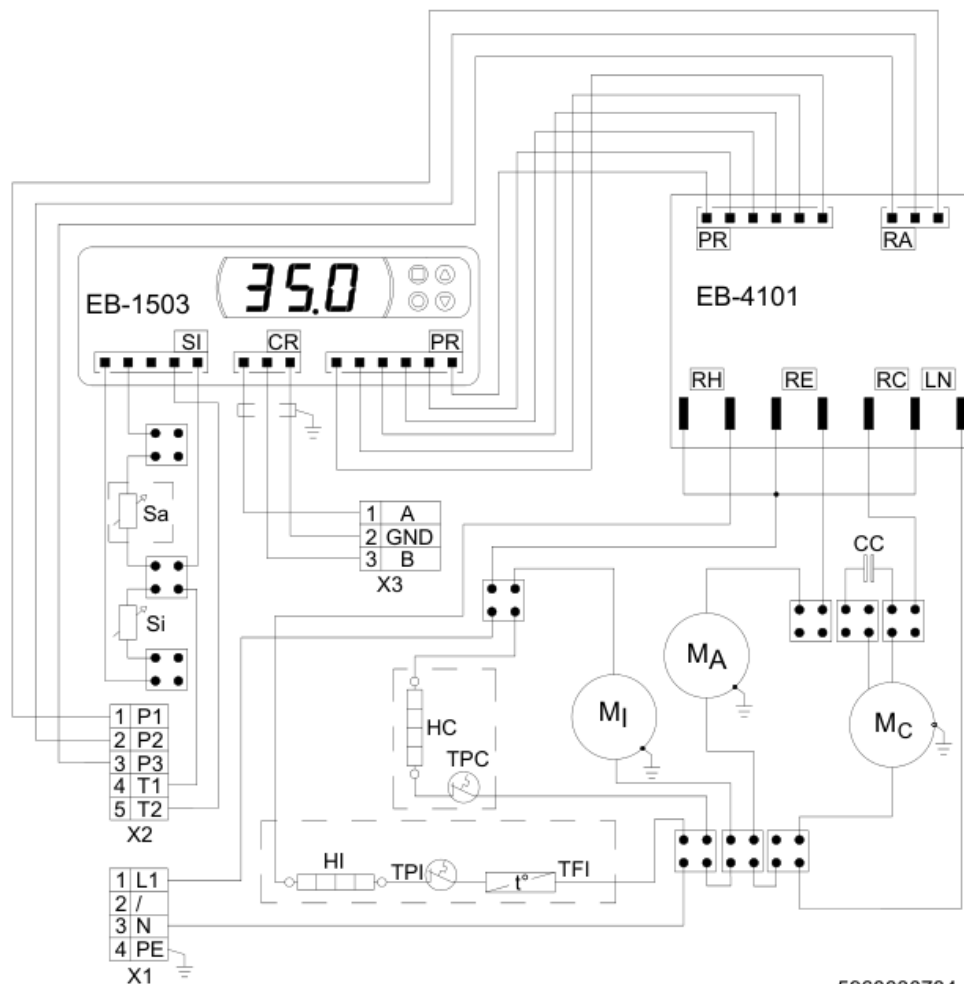 PR
RA
EB-4101
35.0
EB-1503
SI
CR
PR
RH
RE
RC
LN
Sa
1 A
2 GND
3 B
X3
CC
Si
MA
MI
MC
HC
TPC
1 P1
2 P2
3 P3
4 T1
5 T2
X2
HI
TPI
t°
TFI
1 L1
2 /
3 N
4 PE
X1